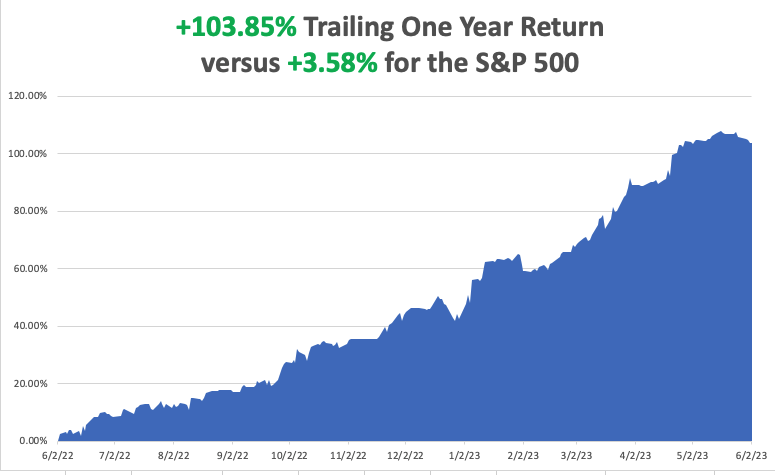 +103.85% Trailing One Year Return
versus +3.58% for the S&P 500
120.00%
100.00%
80.00%
60.00%
40.00%
20.00%
0.00%
6/2/22 7/2/22 8/2/22 9/2/22 10/2/22 11/2/22 12/2/22 1/2/23 2/2/23 3/2/23 4/2/23 5/2/23 6/2/23